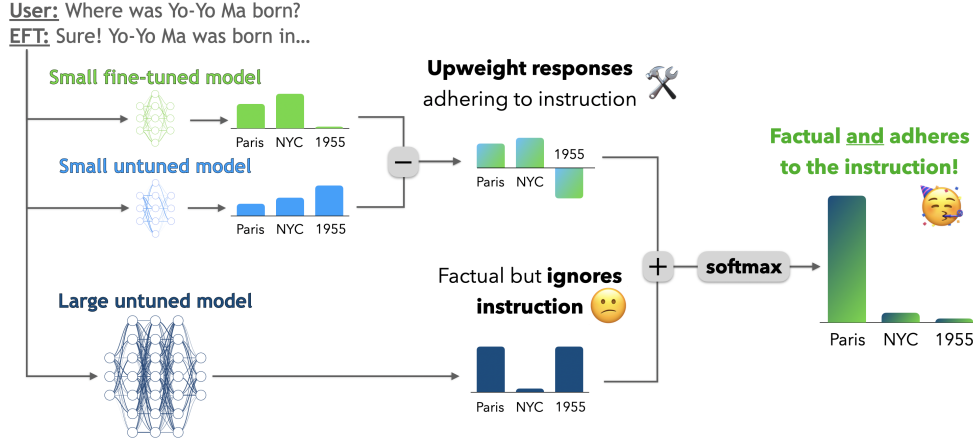 User: Where was Yo-Yo Ma born?
EFT: Sure! Yo-Yo Ma was born in...
Small fine-tuned model
Paris NYC 1955
Small untuned model
Paris NYC 1955
Upweight responses
adhering to instruction
1955
Paris NYC
−
Factual but ignores
instruction
Large untuned model
Paris NYC 1955
+
softmax
Factual and adheres
to the instruction!
Paris NYC 1955